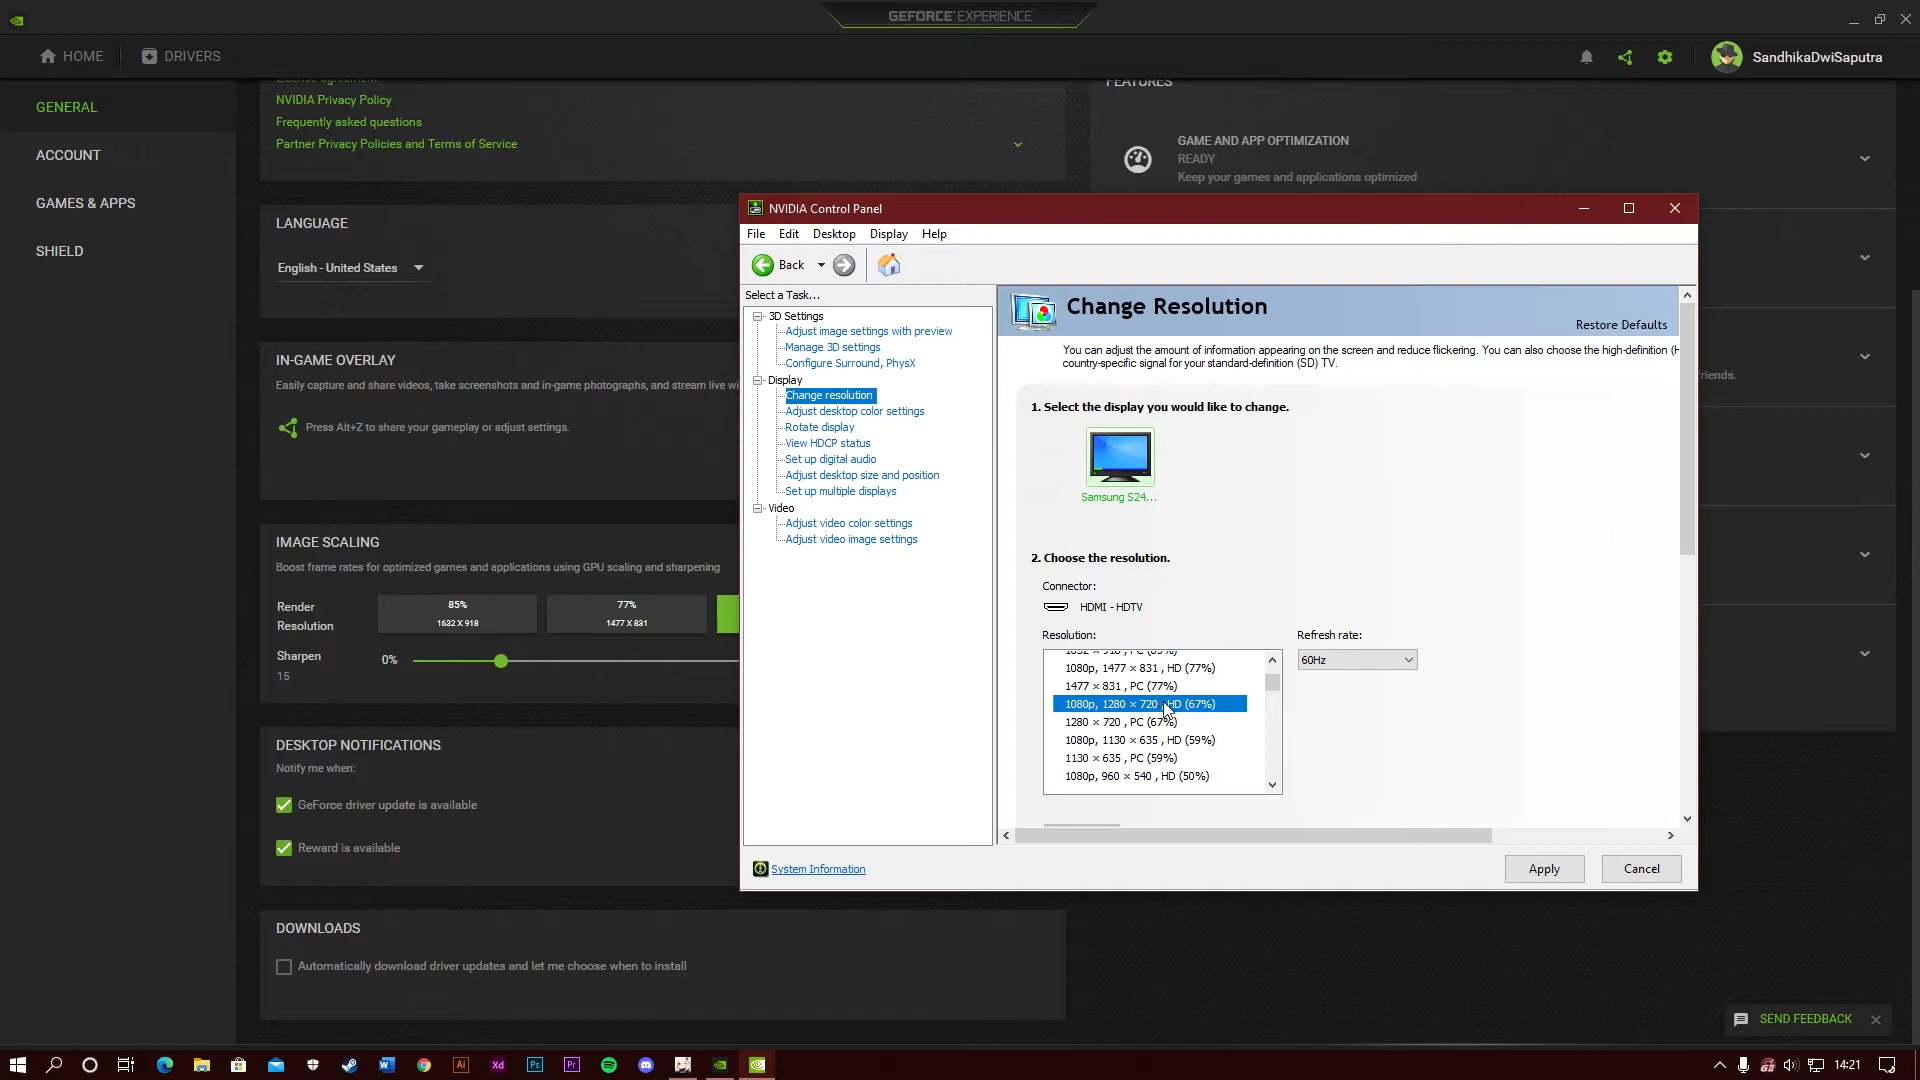 GEFORCE EXPERIENCE
HOME
DRIVERS
SandhikaDwiSaputra
GENERAL
ACCOUNT
GAMES & APPS
SHIELD
License agreement
NVIDIA Privacy Policy
Frequently asked questions
Partner Privacy Policies and Terms of Service
LANGUAGE
English - United States
IN-GAME OVERLAY
Easily capture and share videos, take screenshots and in-game photographs, and stream live wi
Press Alt+Z to share your gameplay or adjust settings.
IMAGE SCALING
Boost frame rates for optimized games and applications using GPU scaling and sharpening
Render
Resolution
85%
1632 X 918
77%
1477 X 831
Sharpen
15
0%
DESKTOP NOTIFICATIONS
Notify me when:
GeForce driver update is available
Reward is available
DOWNLOADS
Automatically download driver updates and let me choose when to install
FEATURES
GAME AND APP OPTIMIZATION
READY
Keep your games and applications optimized
friends.
NVIDIA Control Panel
File Edit Desktop Display Help
Back
Select a Task...
3D Settings
Adjust image settings with preview
Manage 3D settings
Configure Surround, PhysX
Display
Change resolution
Adjust desktop color settings
Rotate display
View HDCP status
Set up digital audio
Adjust desktop size and position
Set up multiple displays
Video
Adjust video color settings
Adjust video image settings
System Information
Change Resolution
Restore Defaults
You can adjust the amount of information appearing on the screen and reduce flickering. You can also choose the high-definition (H
country-specific signal for your standard-definition (SD) TV.
1. Select the display you would like to change.
Samsung S24...
2. Choose the resolution.
Connector:
HDMI - HDTV
Resolution:
Refresh rate:
60Hz
1632 × 918 , PC (85%)
1080p, 1477 × 831 , HD (77%)
1477 × 831 , PC (77%)
1080p, 1280 × 720 , HD (67%)
1280 × 720 , PC (67%)
1080p, 1130 × 635 , HD (59%)
1130 × 635 , PC (59%)
1080p, 960 × 540 , HD (50%)
Apply
Cancel
SEND FEEDBACK
W
Ai
Xd
Ps
Pr
14:21